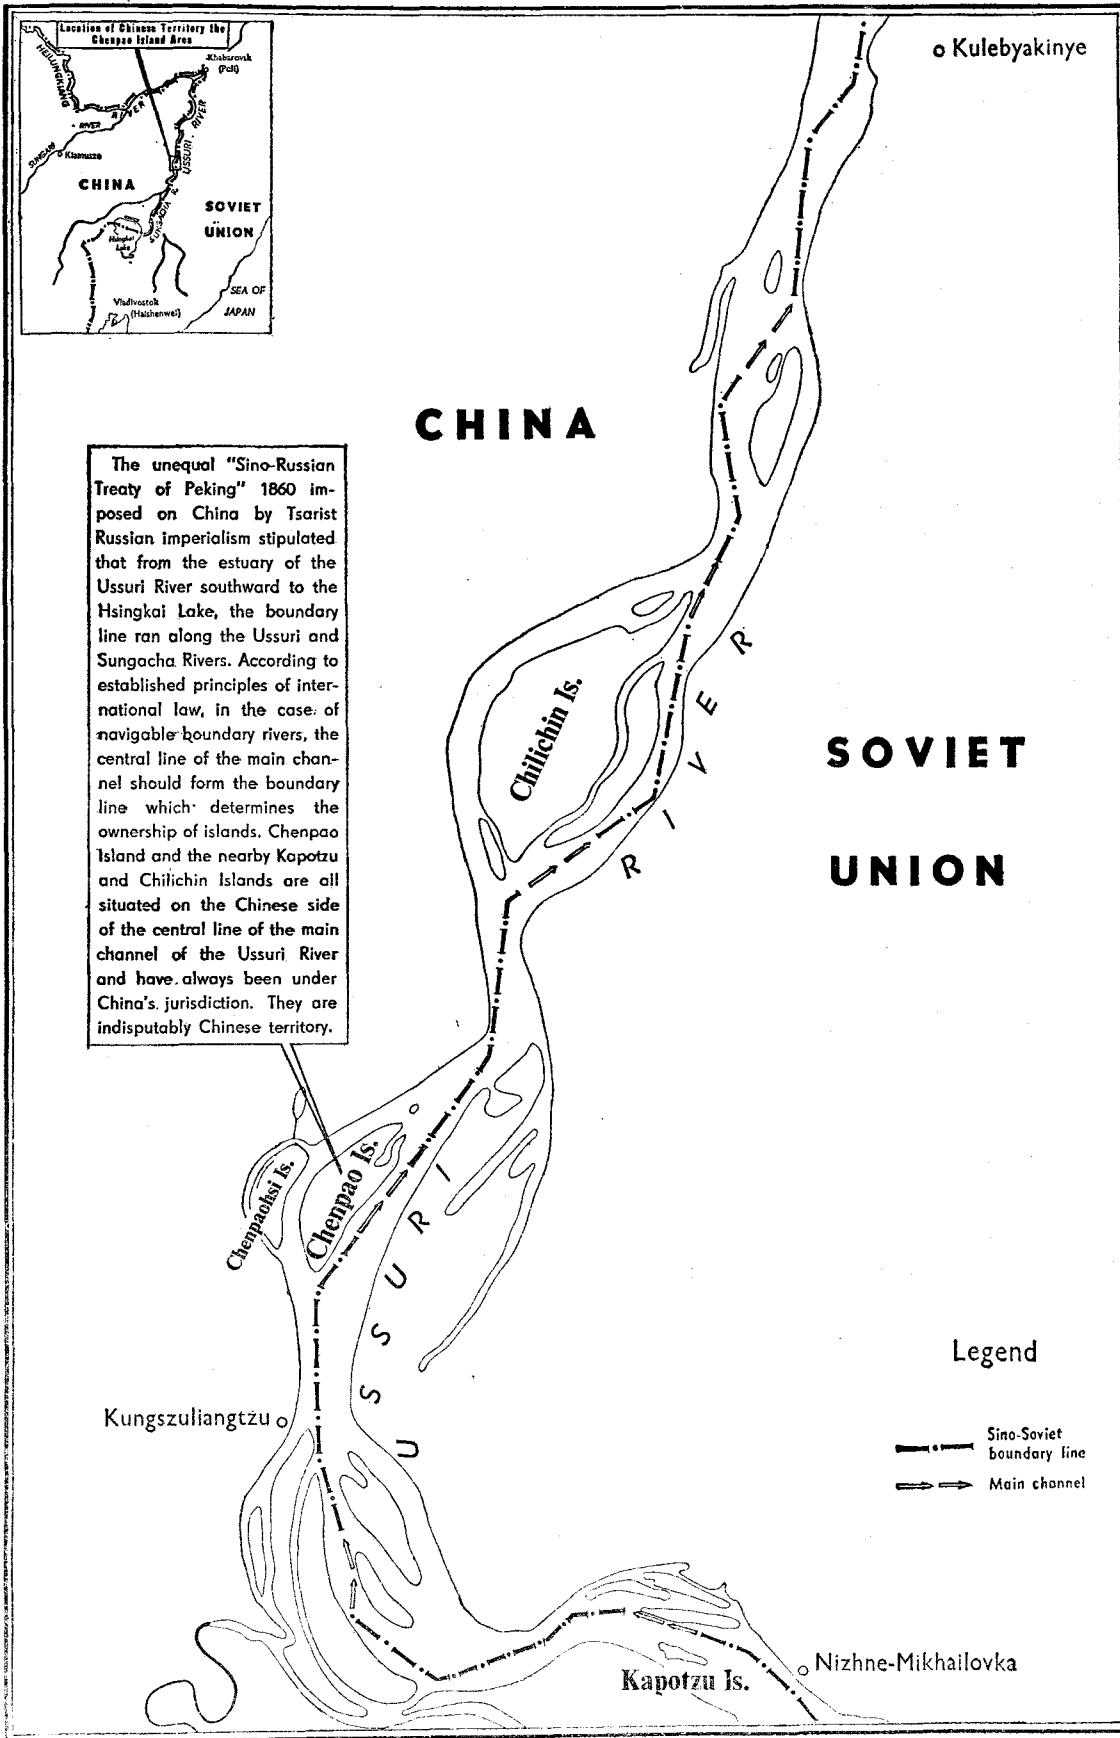 Location of Chinese Territory the
Chenpao Island Area
HEILUNGKIANG
RIVER
Khabarovsk
(Poli)
RIVER
SUNGARI
Kiamusze
USSURI RIVER
CHINA
SOVIET
UNION
SUNGACHA R.
Hsingkai
Lake
Vladivostok
(Haishenwei)
SEA OF
JAPAN
Kulebyakinye
CHINA
The unequal "Sino-Russian
Treaty of Peking" 1860 im-
posed on China by Tsarist
Russian imperialism stipulated
that from the estuary of the
Ussuri River southward to the
Hsingkai Lake, the boundary
line ran along the Ussuri and
Sungacha Rivers. According to
established principles of inter-
national law, in the case of
navigable boundary rivers, the
central line of the main chan-
nel should form the boundary
line which determines the
ownership of islands. Chenpao
Island and the nearby Kapotzu
and Chilichin Islands are all
situated on the Chinese side
of the central line of the main
channel of the Ussuri River
and have always been under
China's jurisdiction. They are
indisputably Chinese territory.
Chilichin Is.
SOVIET
UNION
USSURI RIVER
Chenpaohsi Is.
Chenpao Is.
Kungszuliangtzu
Legend
Sino-Soviet
boundary line
Main channel
Kapotzu Is.
Nizhne-Mikhailovka